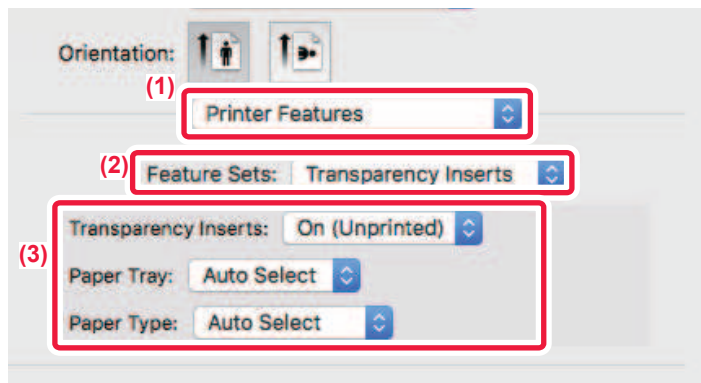 Orientation:
(1)
Printer Features
(2)
Feature Sets: Transparency Inserts
(3)
Transparency Inserts: On (Unprinted)
Paper Tray: Auto Select
Paper Type: Auto Select